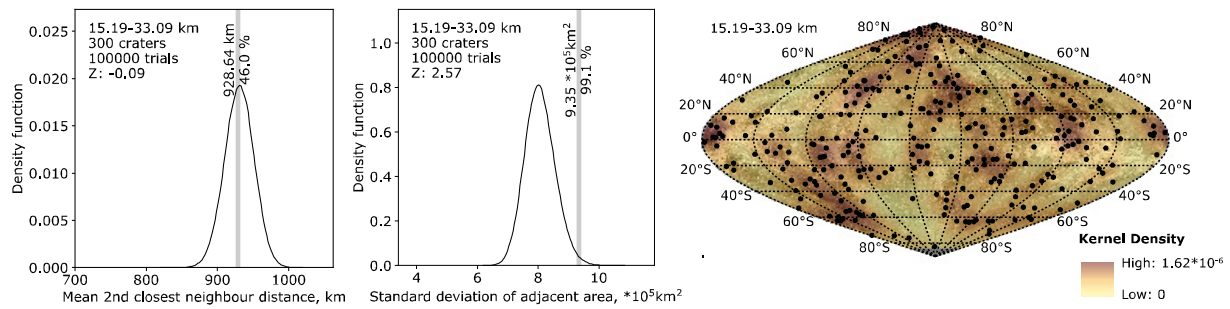 15.19-33.09 km
300 craters
100000 trials
Z: -0.09
928.64 km
46.0 %
Density function
0.025
0.020
0.015
0.010
0.005
0.000
700
800
900
1000
Mean 2nd closest neighbour distance, km
15.19-33.09 km
300 craters
100000 trials
Z: 2.57
9.35 *10⁵km²
99.1 %
Density function
1.0
0.8
0.6
0.4
0.2
0.0
4
6
8
10
Standard deviation of adjacent area, *10⁵km²
15.19-33.09 km
80°N 80°N
60°N 60°N
40°N 40°N
20°N 20°N
0° 0°
20°S 20°S
40°S 40°S
60°S 60°S
80°S 80°S
Kernel Density
High: 1.62*10⁻⁶
Low: 0